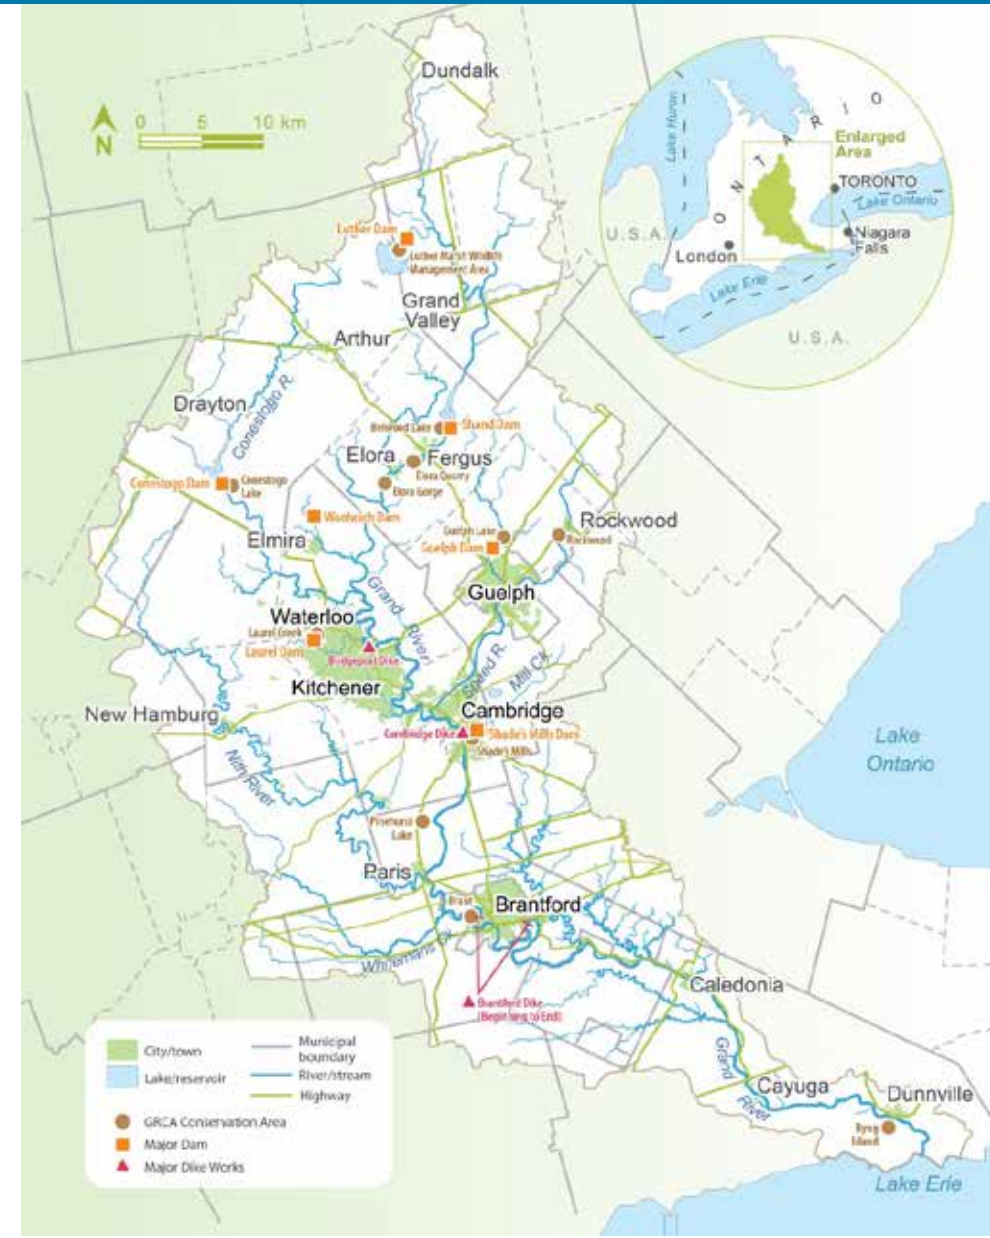 Dundalk
N
0 5 10 km
Luther Dam
Luther Marsh Wildlife
Management Area
Grand
Valley
Arthur
Drayton
Conestogo R.
Belwood Lake
Shand Dam
Elora
Fergus
Elora Quarry
Elora Gorge
Conestogo Dam
Conestogo
Lake
Woolwich Dam
Elmira
Guelph Lake
Guelph Dam
Rockwood
Rockwood
Guelph
Grand River
Waterloo
Laurel Creek
Laurel Dam
Bridgeport Dike
Kitchener
Speed R.
Mill Ck.
New Hamburg
Cambridge
Cambridge Dike
Shade's Mills Dam
Shade's Mills
Nith River
Pinehurst
Lake
Paris
Brant
Brantford
Whitemans Cr.
Brantford Dike
(Beginning to End)
Caledonia
Grand
River
Cayuga
Dunnville
Byng
Island
Lake
Ontario
Lake Erie
ONTARIO
Lake Huron
Enlarged
Area
TORONTO
Lake Ontario
U.S.A.
London
Niagara
Falls
Lake Erie
U.S.A.
City/town
Lake/reservoir
Municipal
boundary
River/stream
Highway
GRCA Conservation Area
Major Dam
Major Dike Works